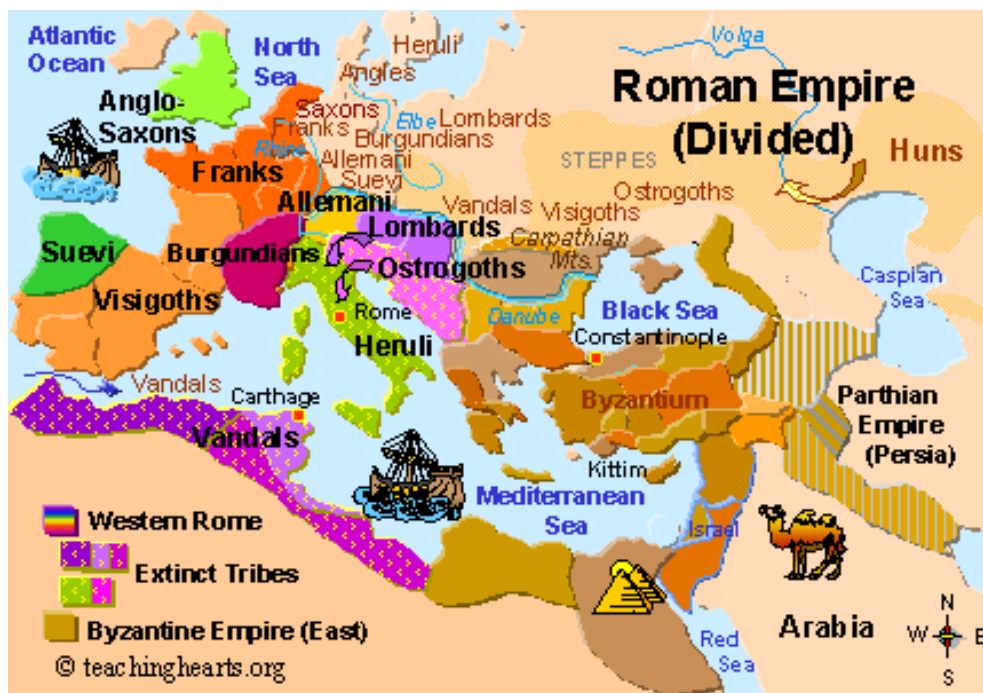 Atlantic
Ocean
North
Sea
Heruli
Angles
Volga
Roman Empire
(Divided)
Anglo-
Saxons
Saxons
Franks
Elbe
Lombards
Burgundians
Rhine
Franks
Allemani
Suevi
STEPPES
Huns
Allemani
Vandals
Visigoths
Ostrogoths
Lombards
Carpathian
Mts.
Suevi
Burgundians
Ostrogoths
Visigoths
Caspian
Sea
Rome
Danube
Black Sea
Constantinople
Heruli
Vandals
Carthage
Byzantium
Parthian
Empire
(Persia)
Vandals
Kittim
Mediterranean
Sea
Israel
Western Rome
Extinct Tribes
Byzantine Empire (East)
Arabia
N
W
E
S
Red
Sea
© teachinghearts.org